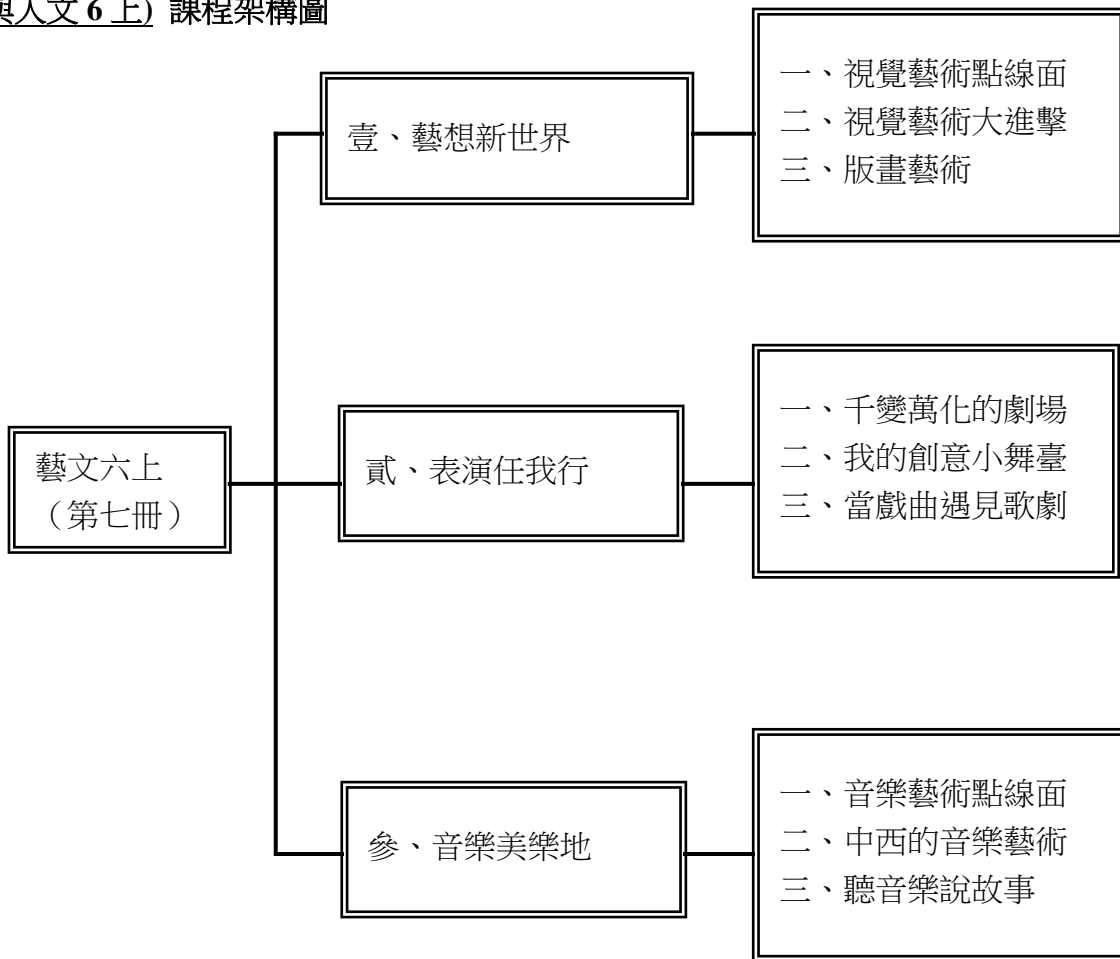 與人文 6 上) 課程架構圖
壹、藝想新世界
一、視覺藝術點線面
二、視覺藝術大進擊
三、版畫藝術
藝文六上
（第七冊）
貳、表演任我行
一、千變萬化的劇場
二、我的創意小舞臺
三、當戲曲遇見歌劇
參、音樂美樂地
一、音樂藝術點線面
二、中西的音樂藝術
三、聽音樂說故事